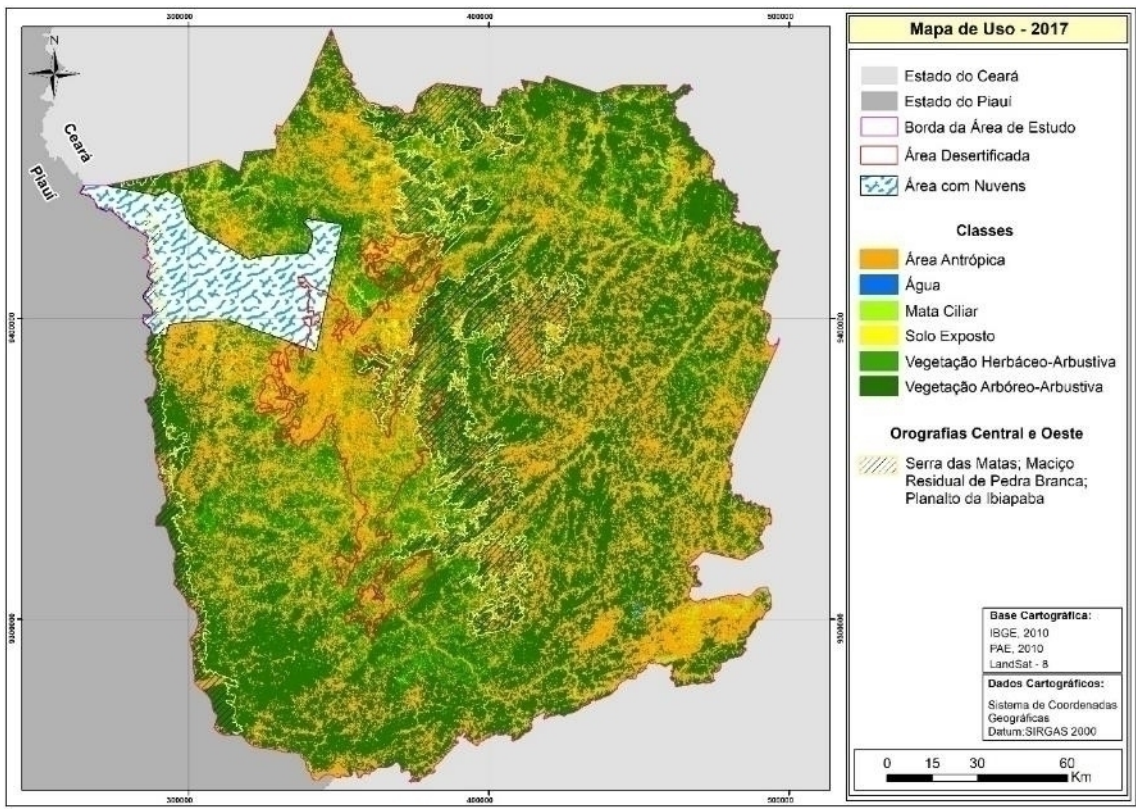 300000
400000
500000
N
Ceará
Piauí
9400000
9400000
9300000
9300000
300000
400000
500000
Mapa de Uso - 2017
Estado do Ceará
Estado do Piauí
Borda da Área de Estudo
Área Desertificada
Área com Nuvens
Classes
Área Antrópica
Água
Mata Ciliar
Solo Exposto
Vegetação Herbáceo-Arbustiva
Vegetação Arbóreo-Arbustiva
Orografias Central e Oeste
Serra das Matas; Maciço
Residual de Pedra Branca;
Planalto da Ibiapaba
Base Cartográfica:
IBGE, 2010
PAE, 2010
LandSat - 8
Dados Cartográficos:
Sistema de Coordenadas
Geográficas
Datum:SIRGAS 2000
0 15 30 60
Km